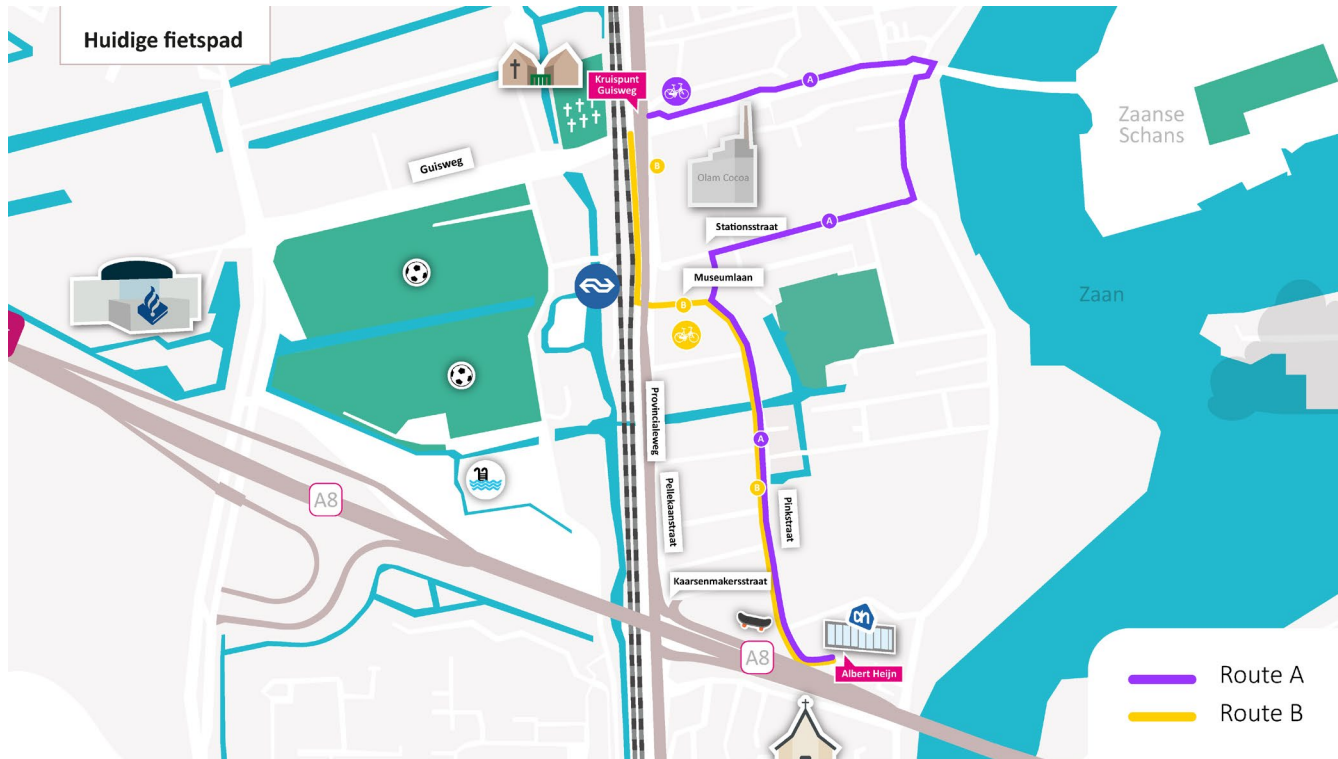 Huidige fietspad
Kruispunt
Guisweg
A
Zaanse
Schans
Guisweg
B
Olam Cocoa
A
Stationsstraat
Museumlaan
Zaan
B
Provincialeweg
A
A8
B
Pellekaanstraat
Pinkstraat
Kaarsenmakersstraat
ah
A8
Albert Heijn
Route A
Route B